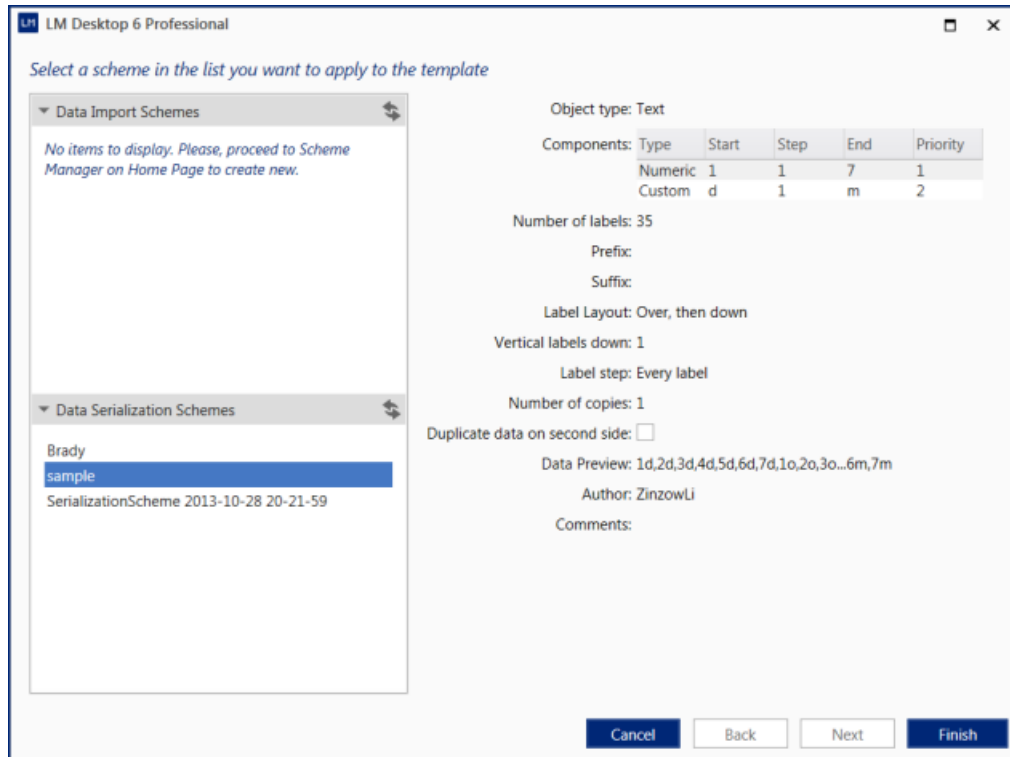 LM LM Desktop 6 Professional
Select a scheme in the list you want to apply to the template
Data Import Schemes
No items to display. Please, proceed to Scheme
Manager on Home Page to create new.
Data Serialization Schemes
Brady
sample
SerializationScheme 2013-10-28 20-21-59
Object type: Text
Components: Type Start Step End Priority
Numeric 1 1 7 1
Custom d 1 m 2
Number of labels: 35
Prefix:
Suffix:
Label Layout: Over, then down
Vertical labels down: 1
Label step: Every label
Number of copies: 1
Duplicate data on second side:
Data Preview: 1d,2d,3d,4d,5d,6d,7d,1o,2o,3o...6m,7m
Author: ZinzowLi
Comments:
Cancel Back Next Finish